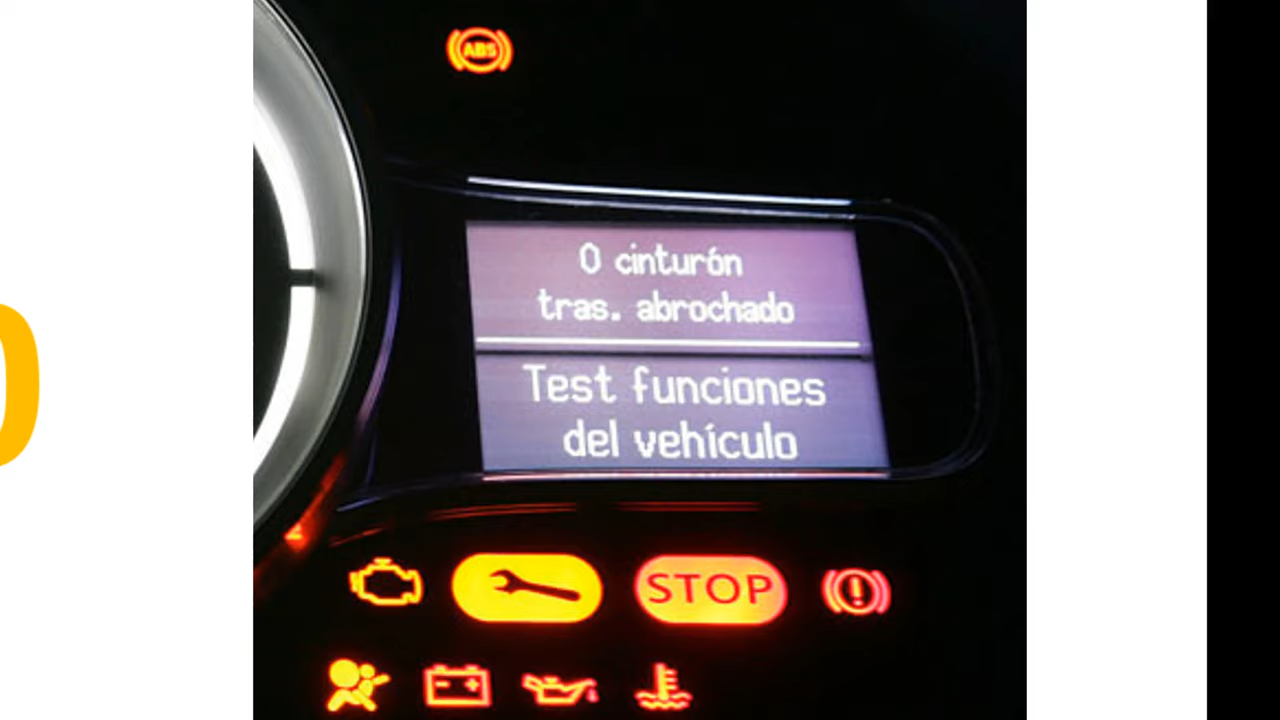 ABS
0 cinturón
tras. abrochado
Test funciones
del vehículo
STOP